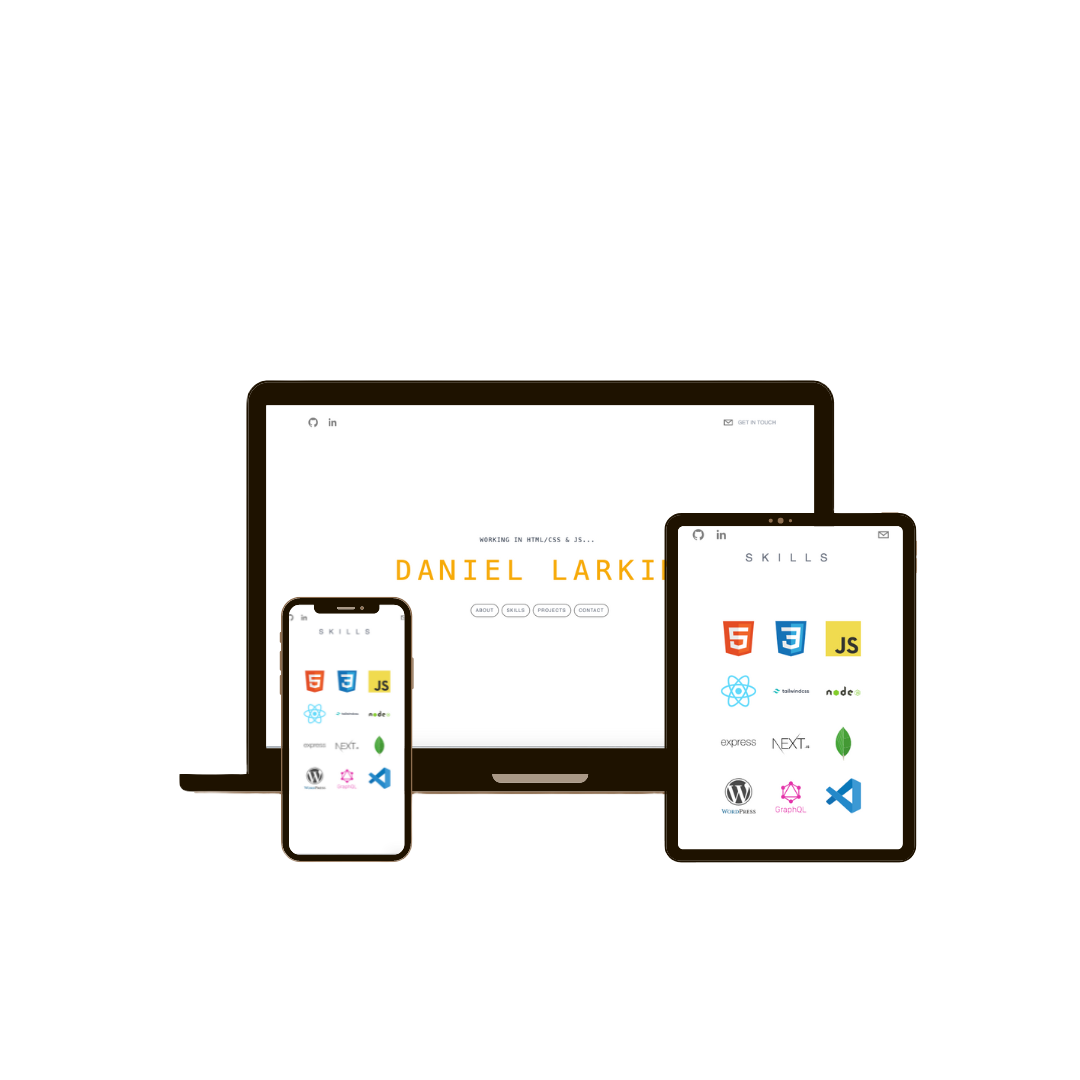 in
GET IN TOUCH
WORKING IN HTML/CSS & JS...
DANIEL LARKI
ABOUT
SKILLS
PROJECTS
CONTACT
in
SKILLS
5
3
JS
tailwindcss
node
express
NEXT.JS
WORDPRESS
GraphQL
in
SKILLS
5
3
JS
tailwindcss
node
express
NEXT.JS
WORDPRESS
GraphQL